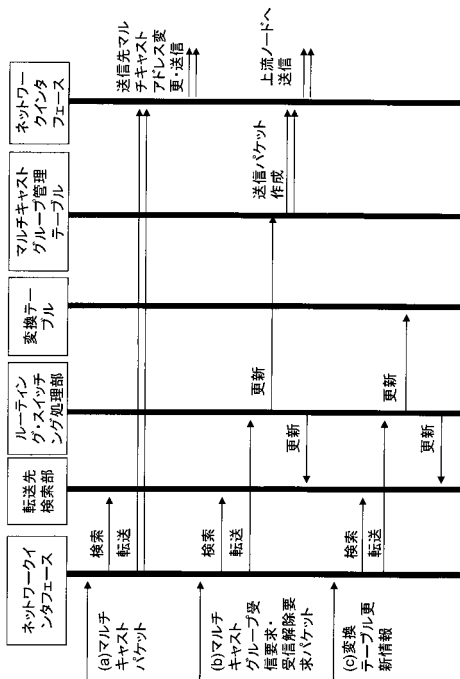 ネットワークイ
ンタフェース
転送先
検索部
ルーティン
グ・スイッチ
ング処理部
変換テー
ブル
マルチキャスト
グループ管理
テーブル
ネットワー
クインタ
フェース
(a)マルチ
キャスト
パケット
検索
転送
送信先マル
チキャスト
アドレス変
更・送信
(b)マルチ
キャスト
グループ受
信要求・
受信解除要
求パケット
検索
転送
更新
更新
送信パケット
作成
上流ノードへ
送信
(c)変換
テーブル更
新情報
検索
転送
更新
更新